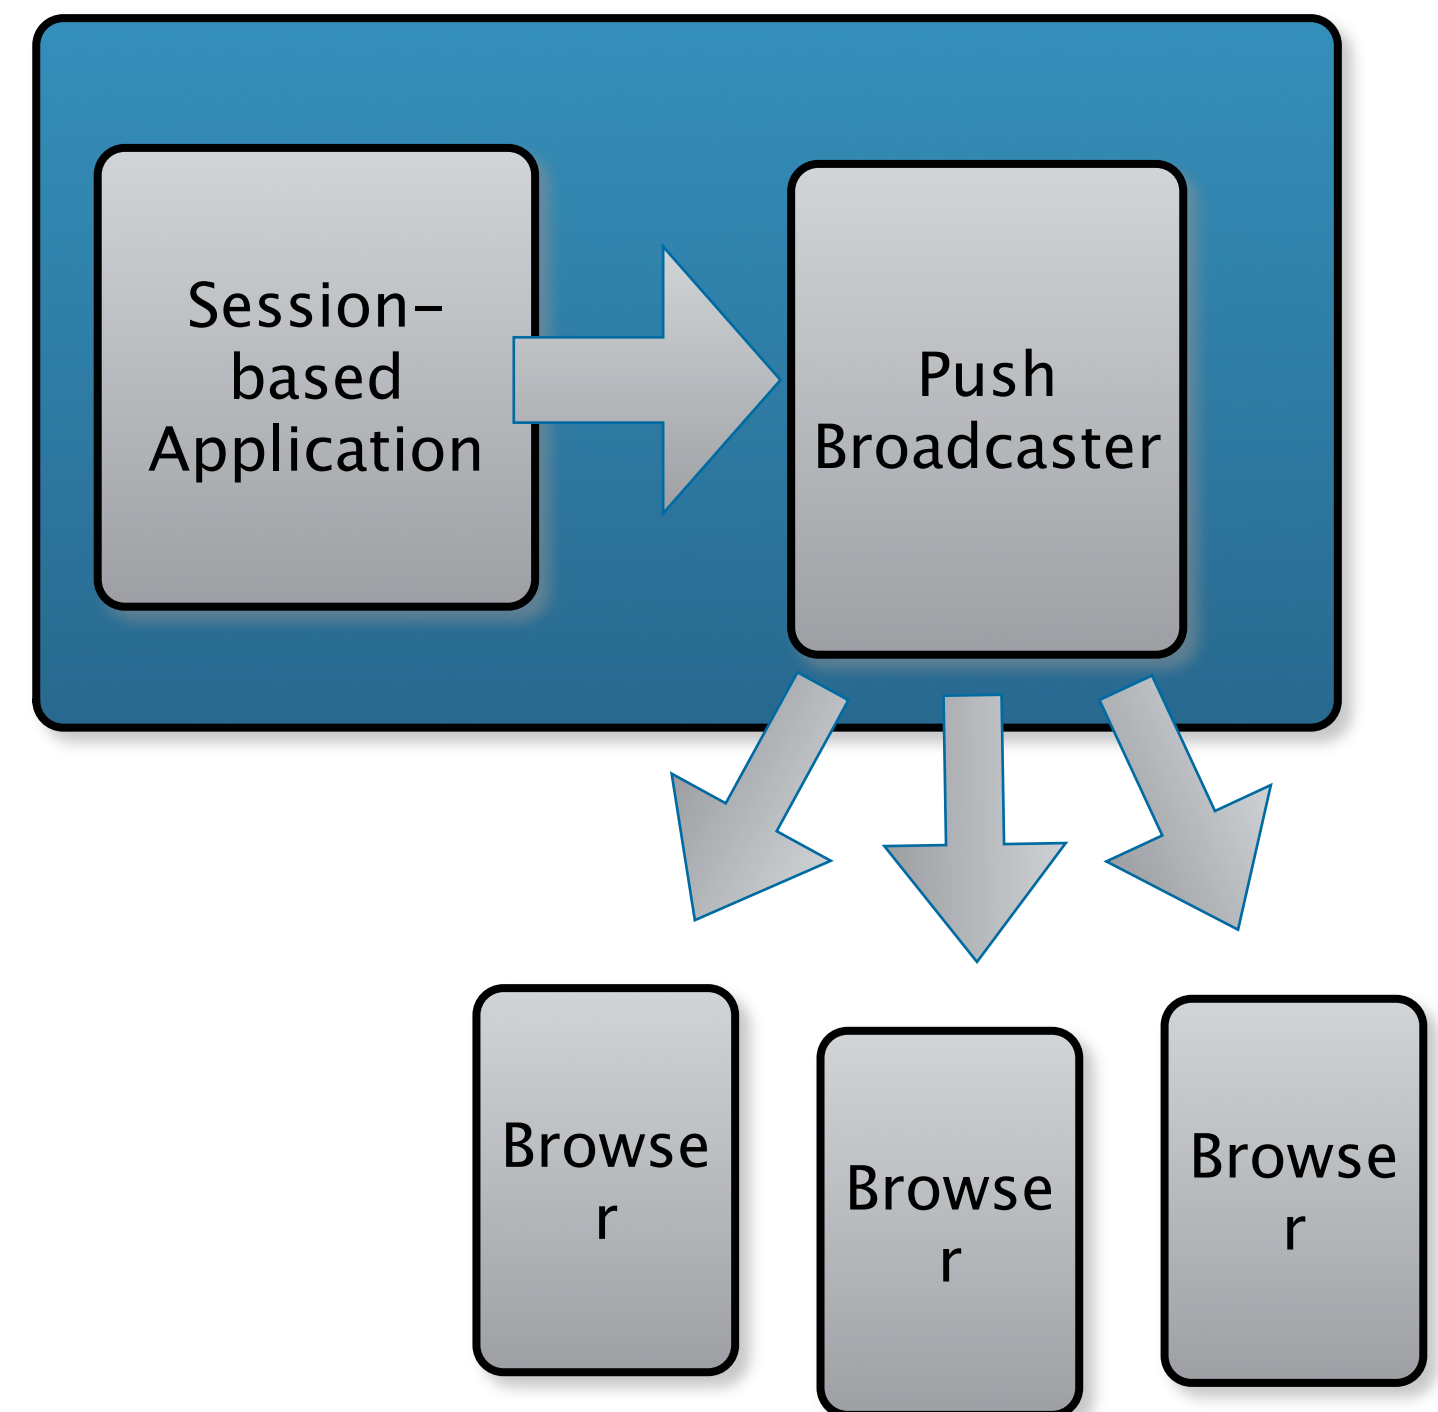 Session-
based
Application
Push
Broadcaster
Browse
r
Browse
r
Browse
r